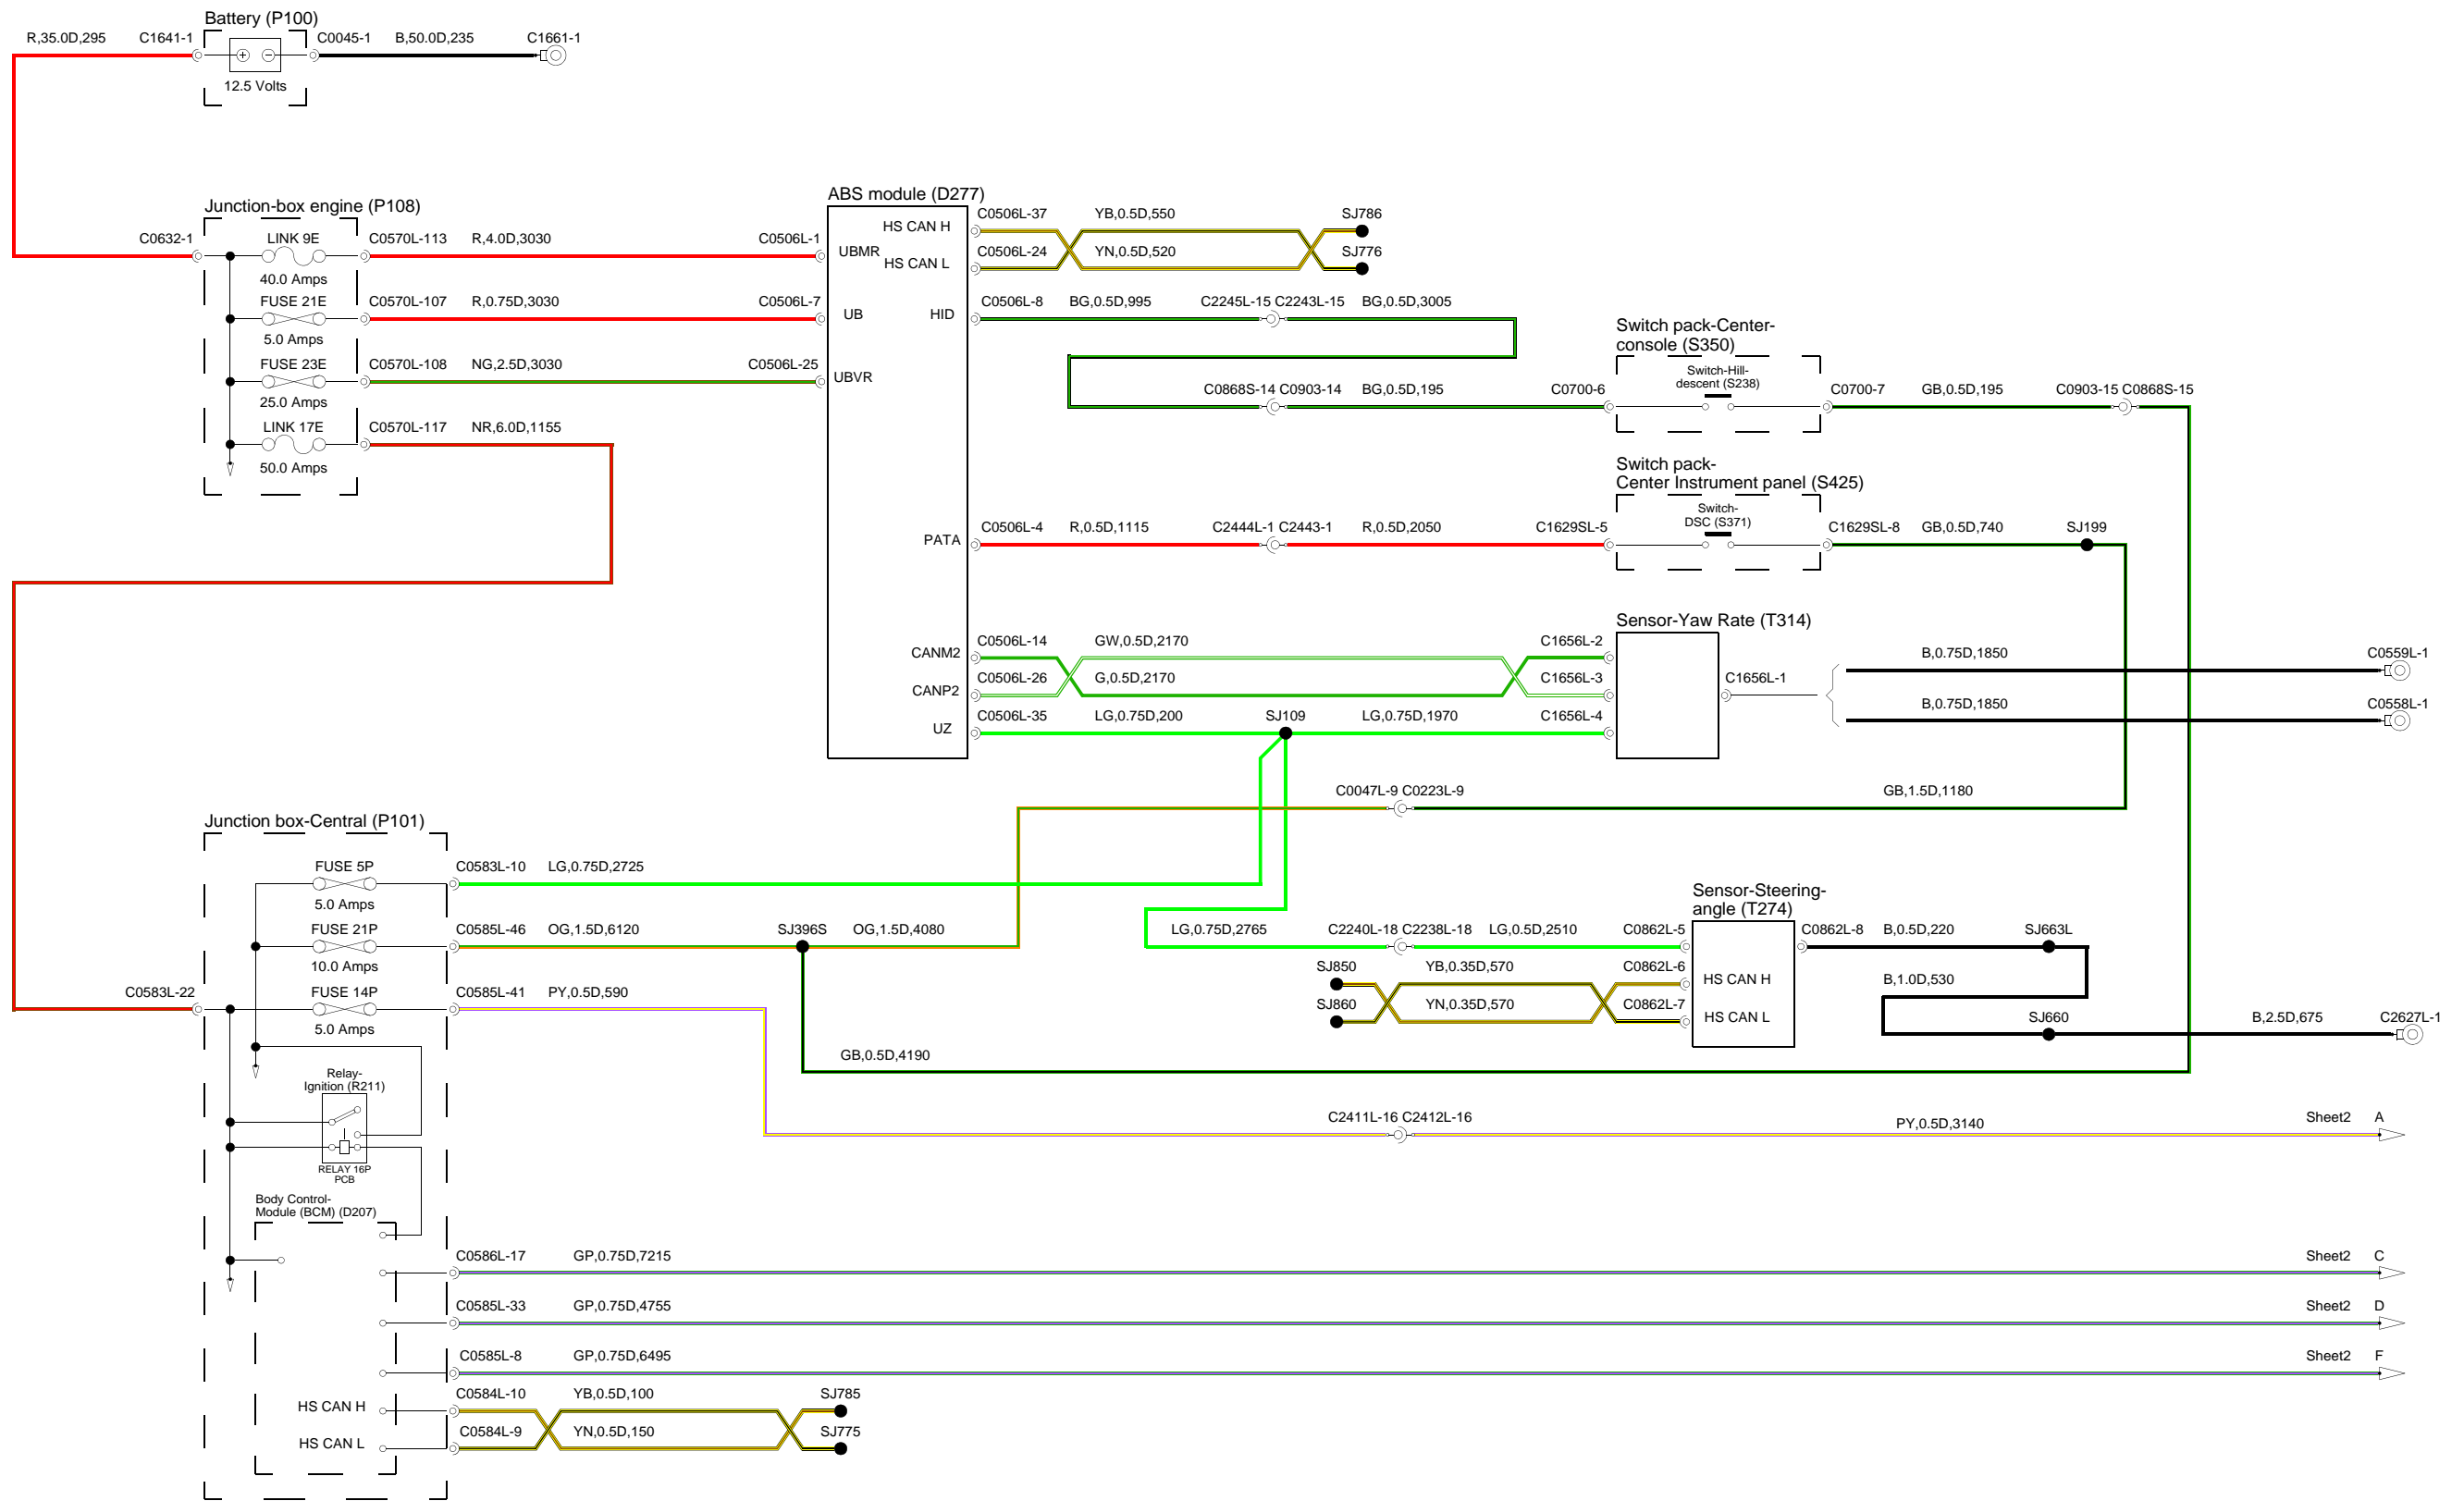 Battery (P100)
R,35.0D,295
C1641-1
C0045-1
B,50.0D,235
C1661-1
12.5 Volts
Junction-box engine (P108)
C0632-1
LINK 9E
40.0 Amps
C0570L-113
R,4.0D,3030
C0506L-1
FUSE 21E
5.0 Amps
C0570L-107
R,0.75D,3030
C0506L-7
FUSE 23E
25.0 Amps
C0570L-108
NG,2.5D,3030
C0506L-25
LINK 17E
50.0 Amps
C0570L-117
NR,6.0D,1155
ABS module (D277)
UBMR
UB
UBVR
HS CAN H
HS CAN L
HID
PATA
CANM2
CANP2
UZ
C0506L-37
YB,0.5D,550
SJ786
C0506L-24
YN,0.5D,520
SJ776
C0506L-8
BG,0.5D,995
C2245L-15 C2243L-15
BG,0.5D,3005
C0868S-14 C0903-14
BG,0.5D,195
C0700-6
Switch pack-Center-
console (S350)
Switch-Hill-
descent (S238)
C0700-7
GB,0.5D,195
C0903-15 C0868S-15
C0506L-4
R,0.5D,1115
C2444L-1 C2443-1
R,0.5D,2050
C1629SL-5
Switch pack-
Center Instrument panel (S425)
Switch-
DSC (S371)
C1629SL-8
GB,0.5D,740
SJ199
C0506L-14
GW,0.5D,2170
C1656L-2
C0506L-26
G,0.5D,2170
C1656L-3
C0506L-35
LG,0.75D,200
SJ109
LG,0.75D,1970
C1656L-4
Sensor-Yaw Rate (T314)
C1656L-1
B,0.75D,1850
C0559L-1
B,0.75D,1850
C0558L-1
C0047L-9 C0223L-9
GB,1.5D,1180
Junction box-Central (P101)
FUSE 5P
5.0 Amps
C0583L-10
LG,0.75D,2725
FUSE 21P
10.0 Amps
C0585L-46
OG,1.5D,6120
SJ396S
OG,1.5D,4080
C0583L-22
FUSE 14P
5.0 Amps
C0585L-41
PY,0.5D,590
GB,0.5D,4190
LG,0.75D,2765
C2240L-18 C2238L-18
LG,0.5D,2510
C0862L-5
SJ850
YB,0.35D,570
C0862L-6
SJ860
YN,0.35D,570
C0862L-7
Sensor-Steering-
angle (T274)
HS CAN H
HS CAN L
C0862L-8
B,0.5D,220
SJ663L
B,1.0D,530
SJ660
B,2.5D,675
C2627L-1
Relay-
Ignition (R211)
RELAY 16P
PCB
C2411L-16 C2412L-16
PY,0.5D,3140
Sheet2 A
Body Control-
Module (BCM) (D207)
C0586L-17
GP,0.75D,7215
Sheet2 C
C0585L-33
GP,0.75D,4755
Sheet2 D
C0585L-8
GP,0.75D,6495
Sheet2 F
HS CAN H
C0584L-10
YB,0.5D,100
SJ785
HS CAN L
C0584L-9
YN,0.5D,150
SJ775